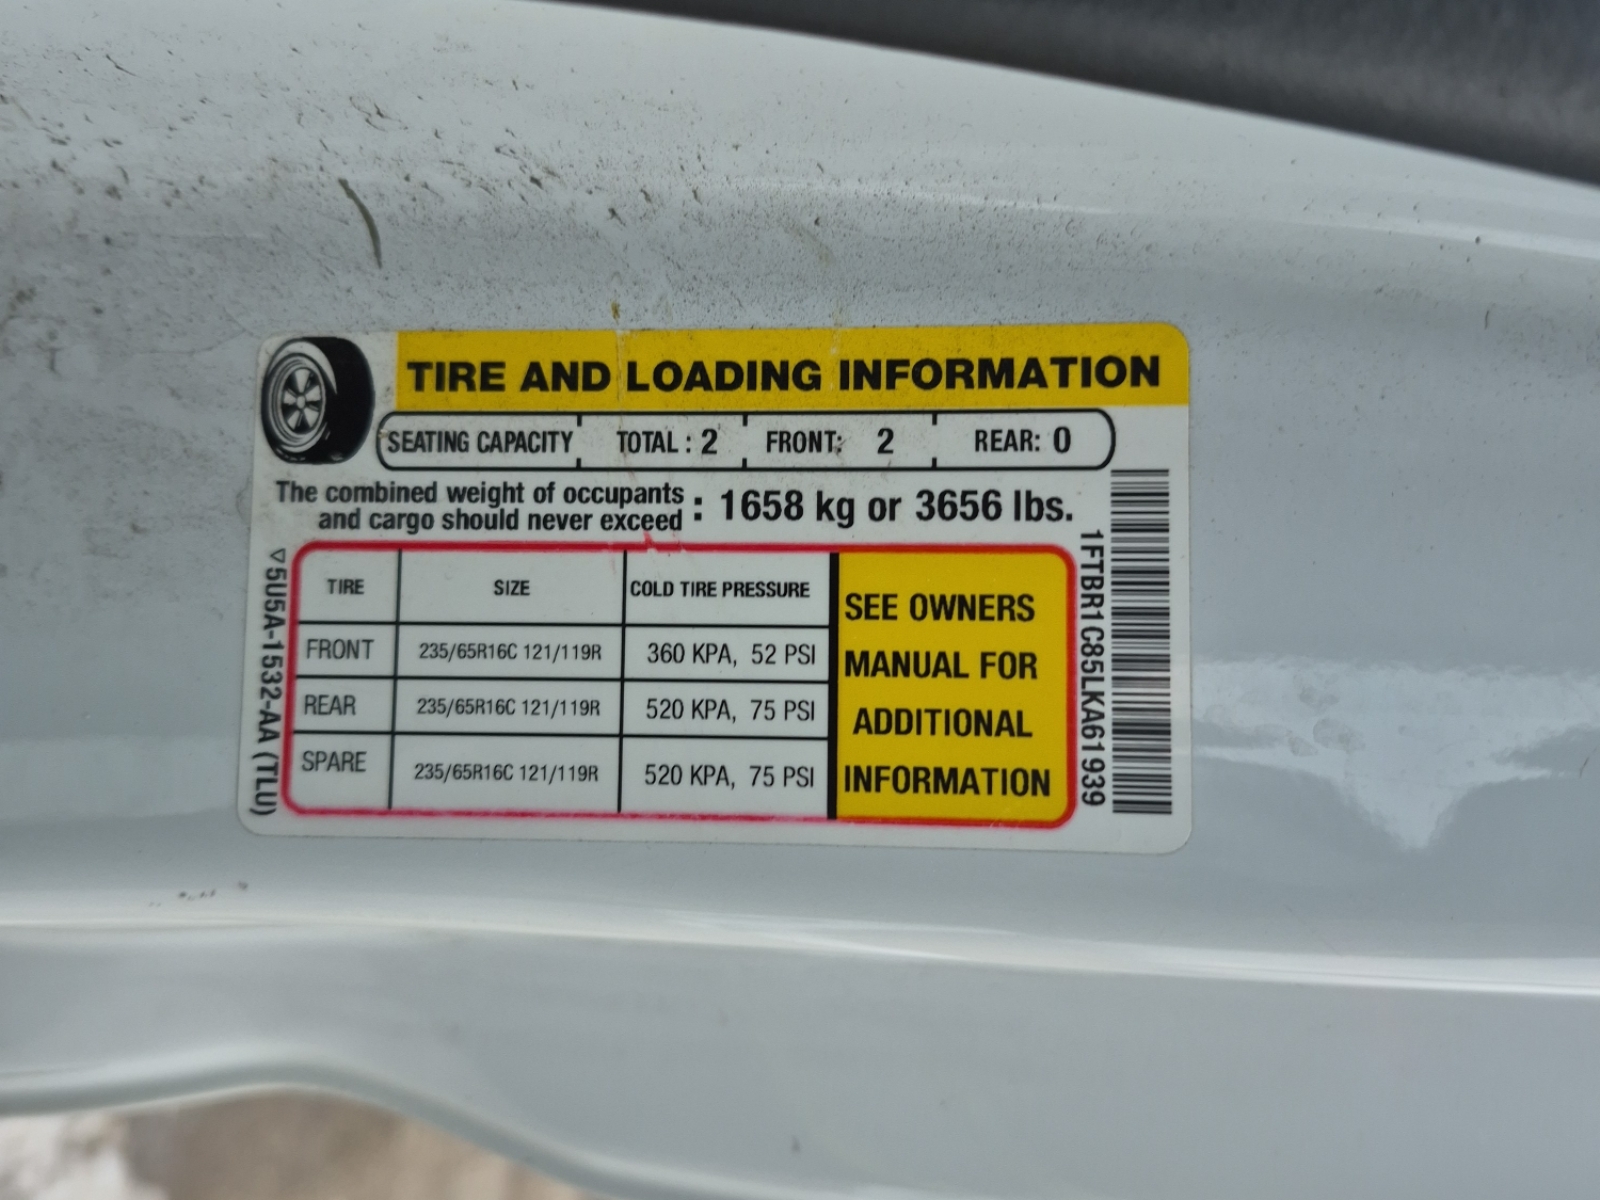 TIRE AND LOADING INFORMATION
SEATING CAPACITY TOTAL : 2 FRONT: 2 REAR: 0
The combined weight of occupants
and cargo should never exceed : 1658 kg or 3656 lbs.
TIRE SIZE COLD TIRE PRESSURE
FRONT 235/65R16C 121/119R 360 KPA, 52 PSI
REAR 235/65R16C 121/119R 520 KPA, 75 PSI
SPARE 235/65R16C 121/119R 520 KPA, 75 PSI
SEE OWNERS
MANUAL FOR
ADDITIONAL
INFORMATION
5U5A-1532-AA (TLU)
1FTBR1C85LKA61939